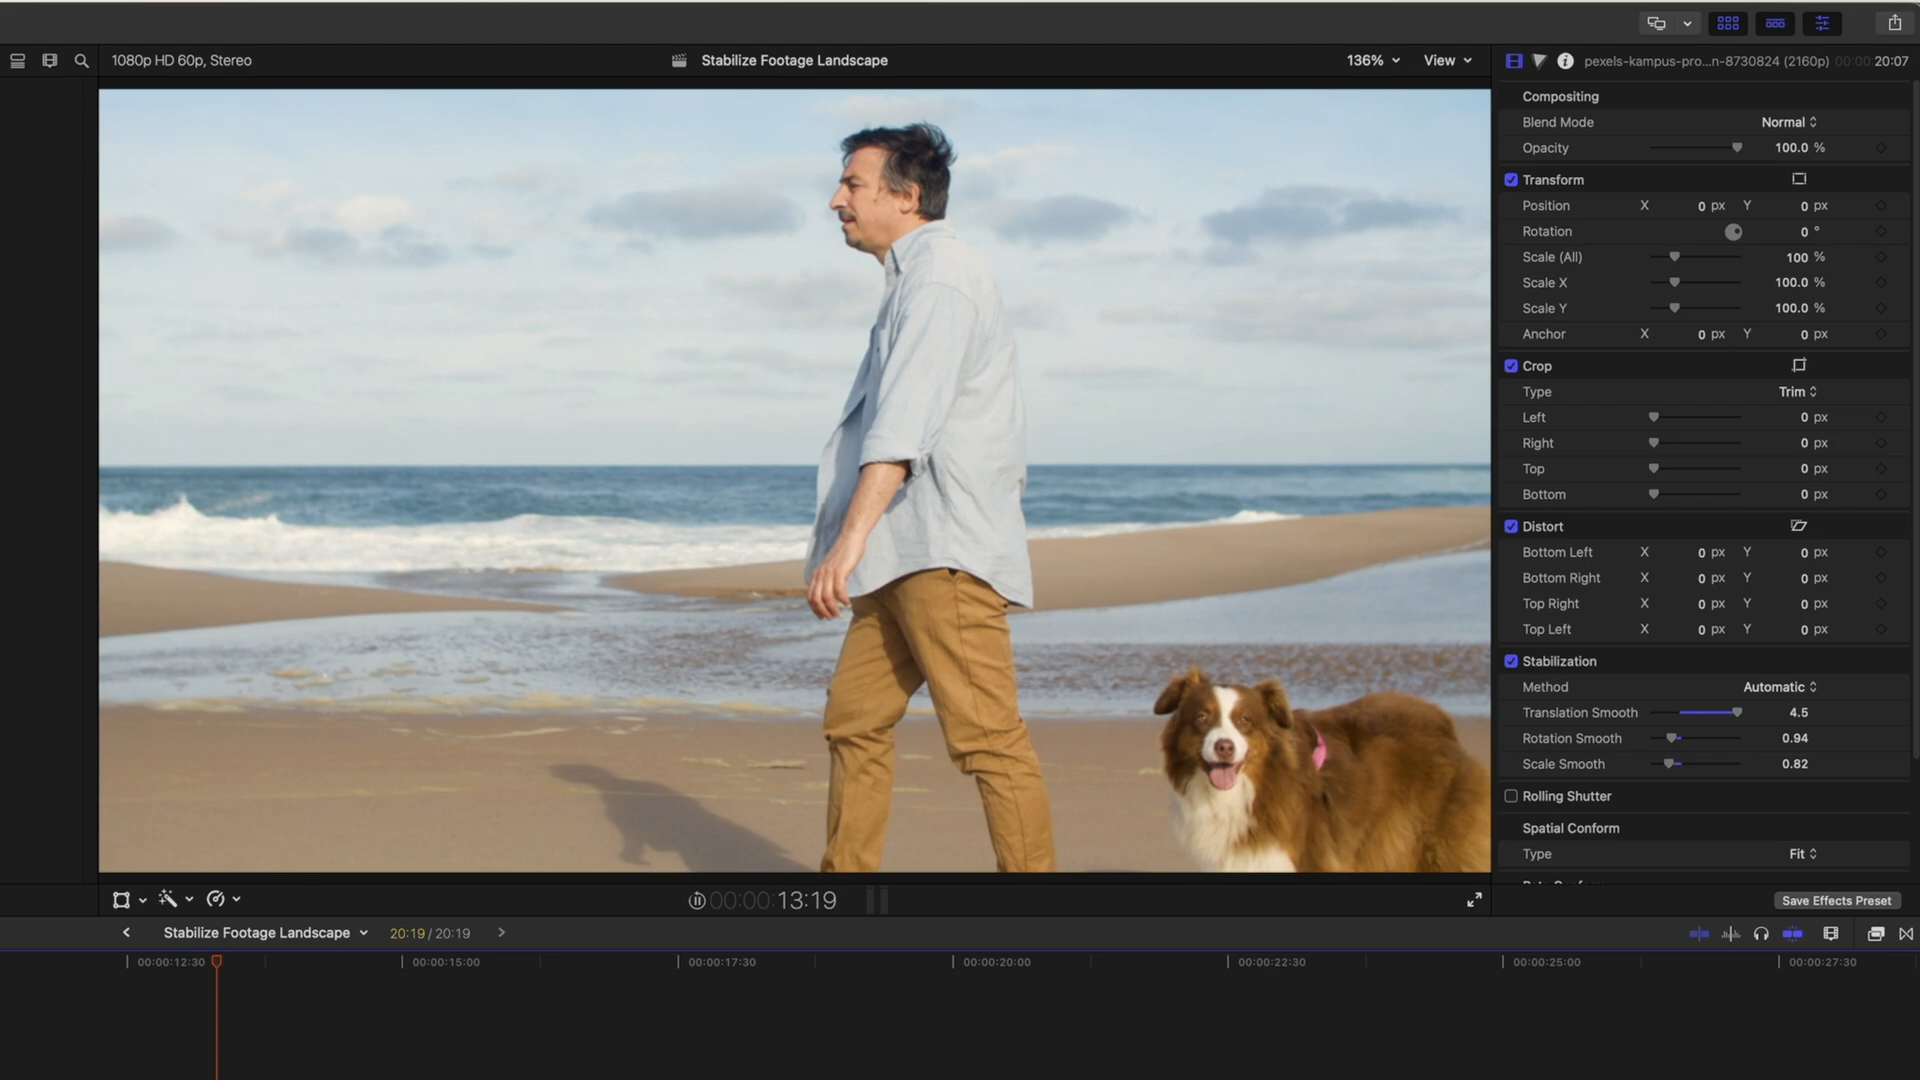 1080p HD 60p, Stereo
Stabilize Footage Landscape
136%
View
pexels-kampus-pro...n-8730824 (2160p)
00:00:20:07
Compositing
Blend Mode Normal
Opacity 100.0 %
Transform
Position X 0 px Y 0 px
Rotation 0 °
Scale (All) 100 %
Scale X 100.0 %
Scale Y 100.0 %
Anchor X 0 px Y 0 px
Crop
Type Trim
Left 0 px
Right 0 px
Top 0 px
Bottom 0 px
Distort
Bottom Left X 0 px Y 0 px
Bottom Right X 0 px Y 0 px
Top Right X 0 px Y 0 px
Top Left X 0 px Y 0 px
Stabilization
Method Automatic
Translation Smooth 4.5
Rotation Smooth 0.94
Scale Smooth 0.82
Rolling Shutter
Spatial Conform
Type Fit
00:00:00:13:19
Save Effects Preset
Stabilize Footage Landscape
20:19 / 20:19
00:00:12:30
00:00:15:00
00:00:17:30
00:00:20:00
00:00:22:30
00:00:25:00
00:00:27:30